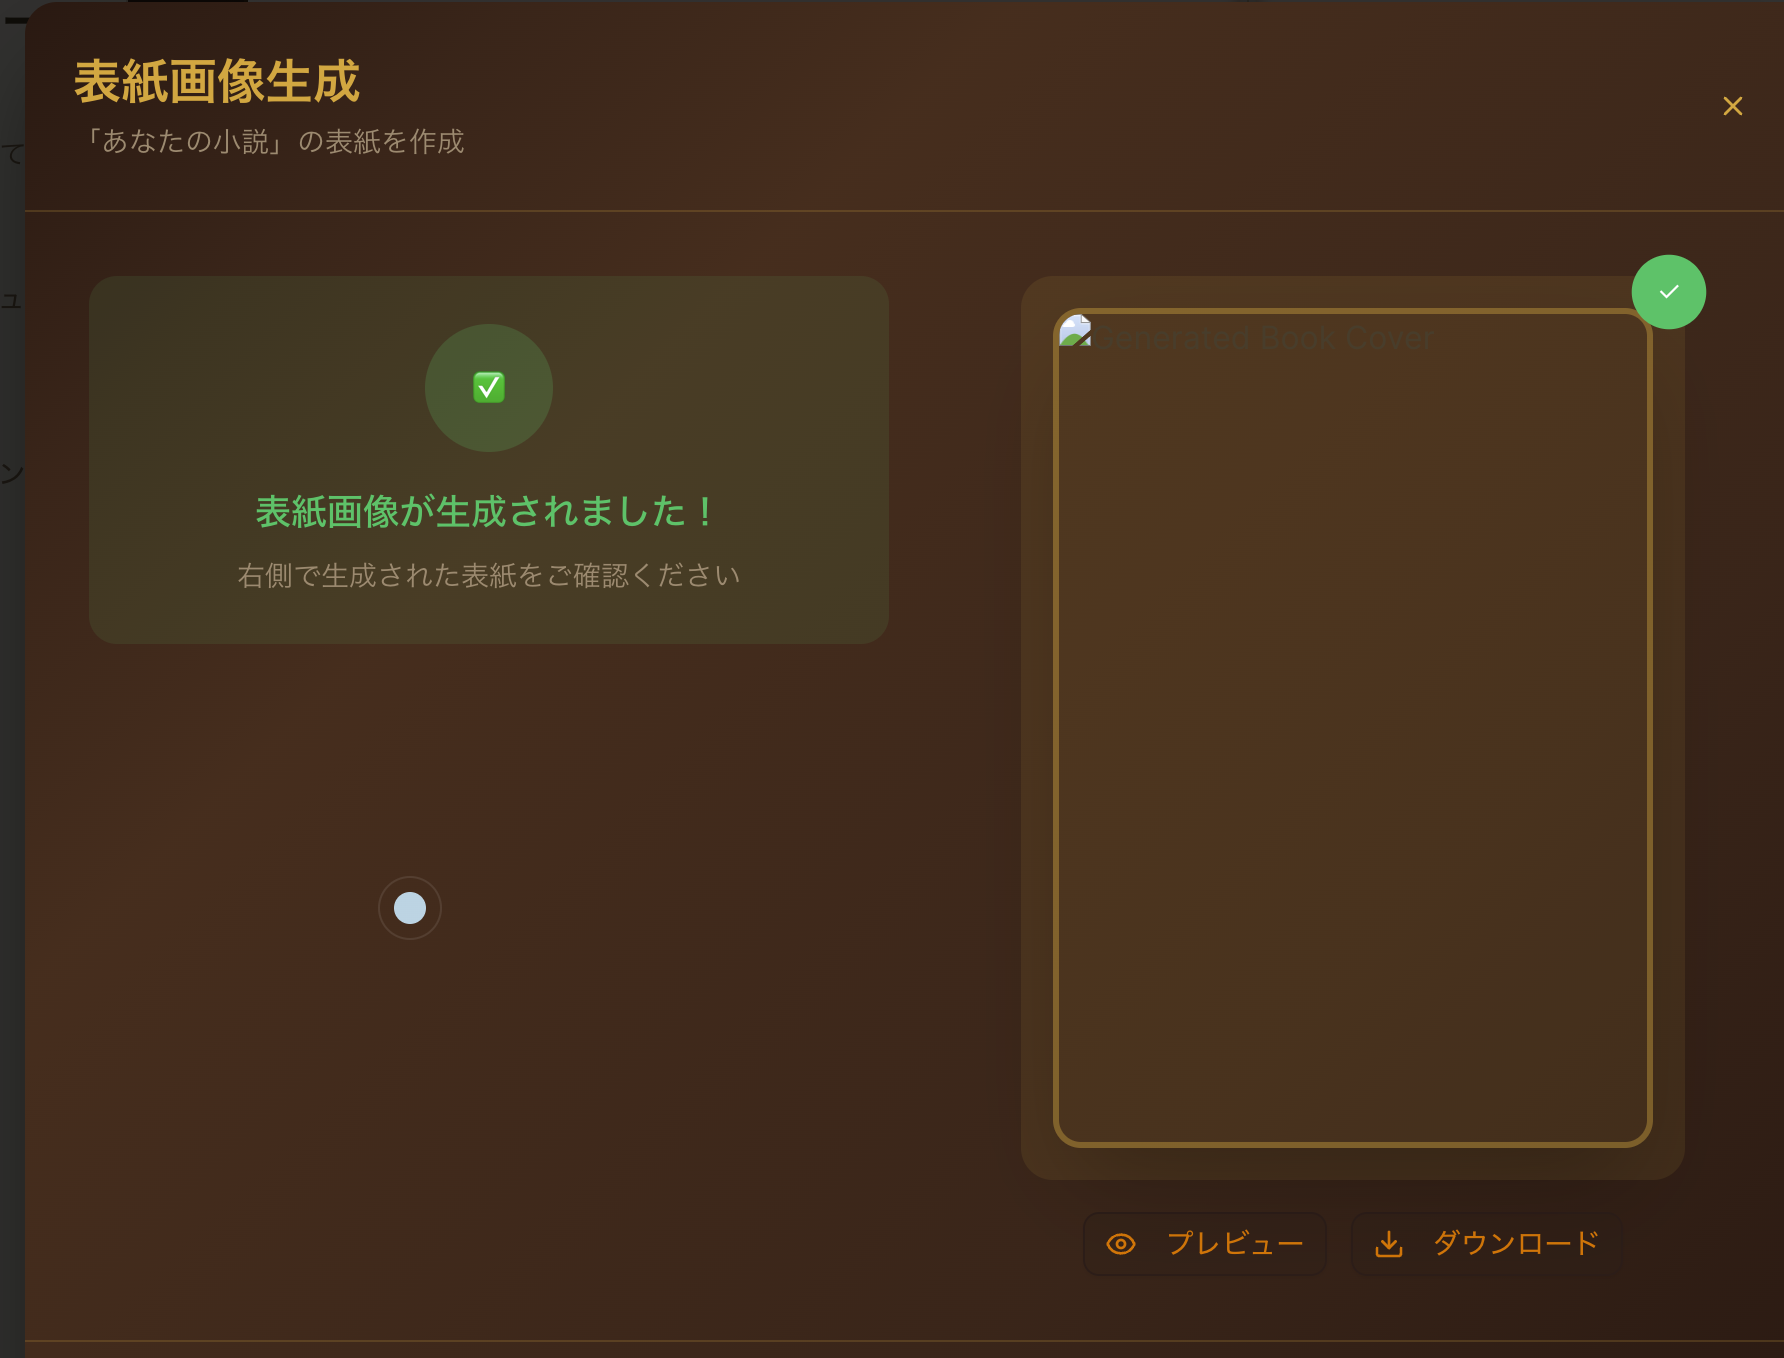 表紙画像生成
「あなたの小説」の表紙を作成
て
ュ
ン
表紙画像が生成されました！
右側で生成された表紙をご確認ください
Generated Book Cover
プレビュー
ダウンロード